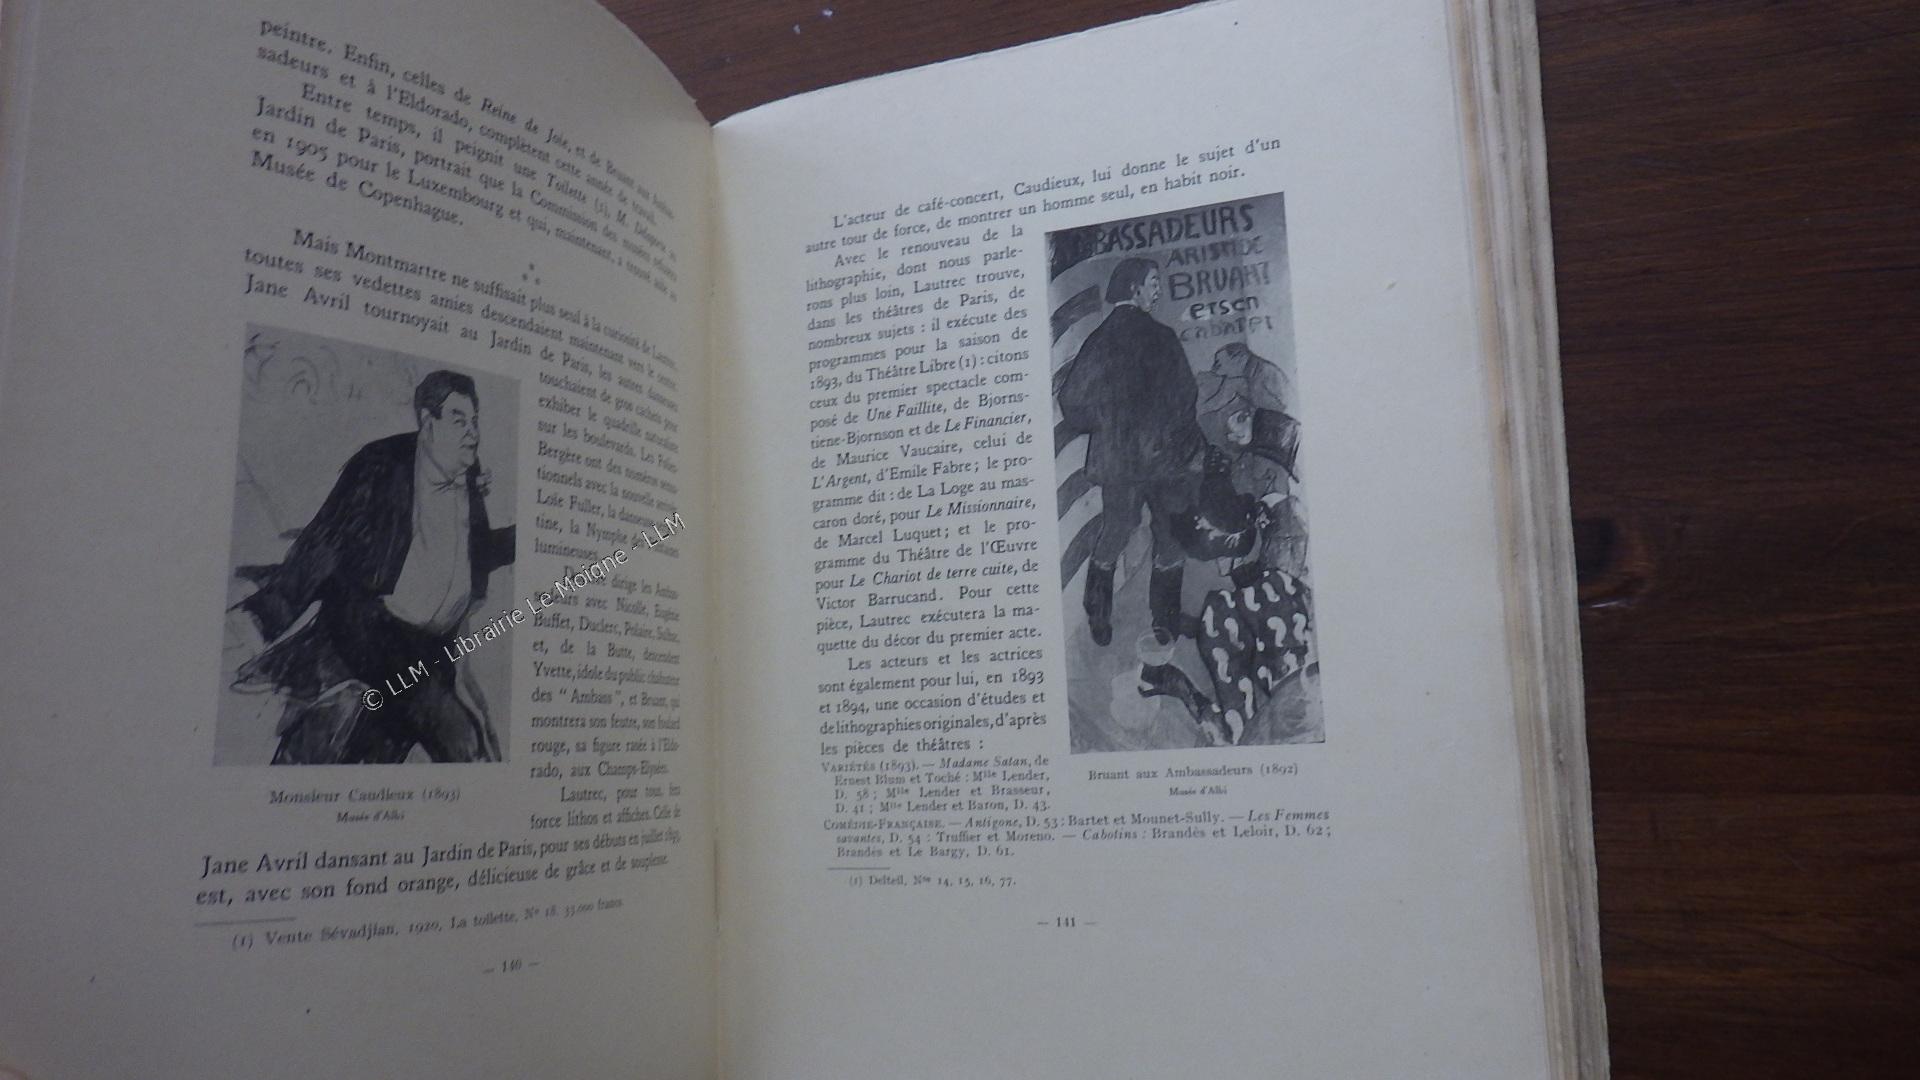 peintre. Enfin, celles de Reine de Joie, et de Bruant aux Ambas-
sadeurs et à l'Eldorado, complètent cette année de travail.
Entre temps, il peignit une Toilette (1), M. Delaporte au
Jardin de Paris, portrait que la Commission des musées refusera
en 1905 pour le Luxembourg et qui, maintenant, a trouvé asile au
Musée de Copenhague.
Mais Montmartre ne suffisait plus seul à la curiosité de Lautrec,
toutes ses vedettes amies descendaient maintenant vers le centre.
Jane Avril tournoyait au Jardin de Paris, les autres danseuses
touchaient de gros cachets pour
exhiber le quadrille naturaliste
sur les boulevards. Les Folies-
Bergère ont des numéros sensa-
tionnels avec la nouvelle
Loïe Fuller, la danseuse
tine, la Nymphe des
lumineuses.
dirige les Ambas-
sadeurs avec Nicolle, Eugénie
Buffet, Duclerc, Polaire, Sulbac,
et, de la Butte, descendent
Yvette, idole du public chahuteur
des " Ambass ", et Bruant, qui
montrera son feutre, son foulard
rouge, sa figure rasée à l'Eldo-
rado, aux Champs-Elysées.
Lautrec, pour tous, fera
force lithos et affiches. Celle de
Monsieur Caudieux (1893)
Musée d'Albi
Jane Avril dansant au Jardin de Paris, pour ses débuts en juillet 1893,
est, avec son fond orange, délicieuse de grâce et de souplesse.
(1) Vente Sévadjian, 1920, La toilette, N° 18. 33.000 francs
— 140 —
L'acteur de café-concert, Caudieux, lui donne le sujet d'un
autre tour de force, de montrer un homme seul, en habit noir.
Avec le renouveau de la
lithographie, dont nous parle-
rons plus loin, Lautrec trouve,
dans les théâtres de Paris, de
nombreux sujets : il exécute des
programmes pour la saison de
1893, du Théâtre Libre (1) : citons
ceux du premier spectacle com-
posé de Une Faillite, de Bjorns-
tiene-Bjornson et de Le Financier,
de Maurice Vaucaire, celui de
L'Argent, d'Emile Fabre ; le pro-
gramme dit : de La Loge au mas-
caron doré, pour Le Missionnaire,
de Marcel Luquet ; et le pro-
gramme du Théâtre de l'Œuvre
pour Le Chariot de terre cuite, de
Victor Barrucand. Pour cette
pièce, Lautrec exécutera la ma-
quette du décor du premier acte.
Les acteurs et les actrices
sont également pour lui, en 1893
et 1894, une occasion d'études et
de lithographies originales, d'après
les pièces de théâtres :
VARIÉTÉS (1893). — Madame Satan, de
Ernest Blum et Toché : Mlle Lender,
D. 58 ; Mlle Lender et Brasseur,
D. 41 ; Mlle Lender et Baron, D. 43.
BASSADEURS
ARISTIDE
BRUANT
et son
cabaret
Bruant aux Ambassadeurs (1892)
Musée d'Albi
COMÉDIE-FRANÇAISE. — Antigone, D. 53 : Bartet et Mounet-Sully. — Les Femmes
savantes, D. 54 : Truffier et Moreno. — Cabotins : Brandès et Leloir, D. 62 ;
Brandès et Le Bargy, D. 61.
(1) Delteil, Nos 14, 15, 16, 77.
— 141 —
© LLM - Librairie Le Moigne - LLM